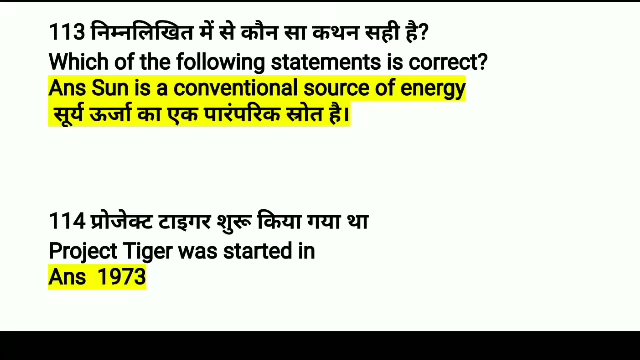 113 निम्नलिखित में से कौन सा कथन सही है?
Which of the following statements is correct?
Ans Sun is a conventional source of energy
सूर्य ऊर्जा का एक पारंपरिक स्रोत है।
114 प्रोजेक्ट टाइगर शुरू किया गया था
Project Tiger was started in
Ans 1973